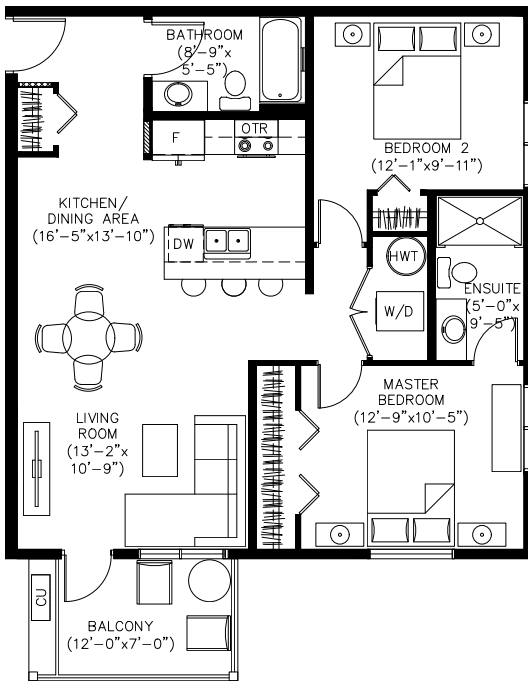 BATHROOM
(8'-9"x
5'-5")
F
OTR
BEDROOM 2
(12'-1"x9'-11")
KITCHEN/
DINING AREA
(16'-5"x13'-10")
DW
HWT
W/D
ENSUITE
(5'-0"x
9'-5")
MASTER
BEDROOM
(12'-9"x10'-5")
LIVING
ROOM
(13'-2"x
10'-9")
CU
BALCONY
(12'-0"x7'-0")